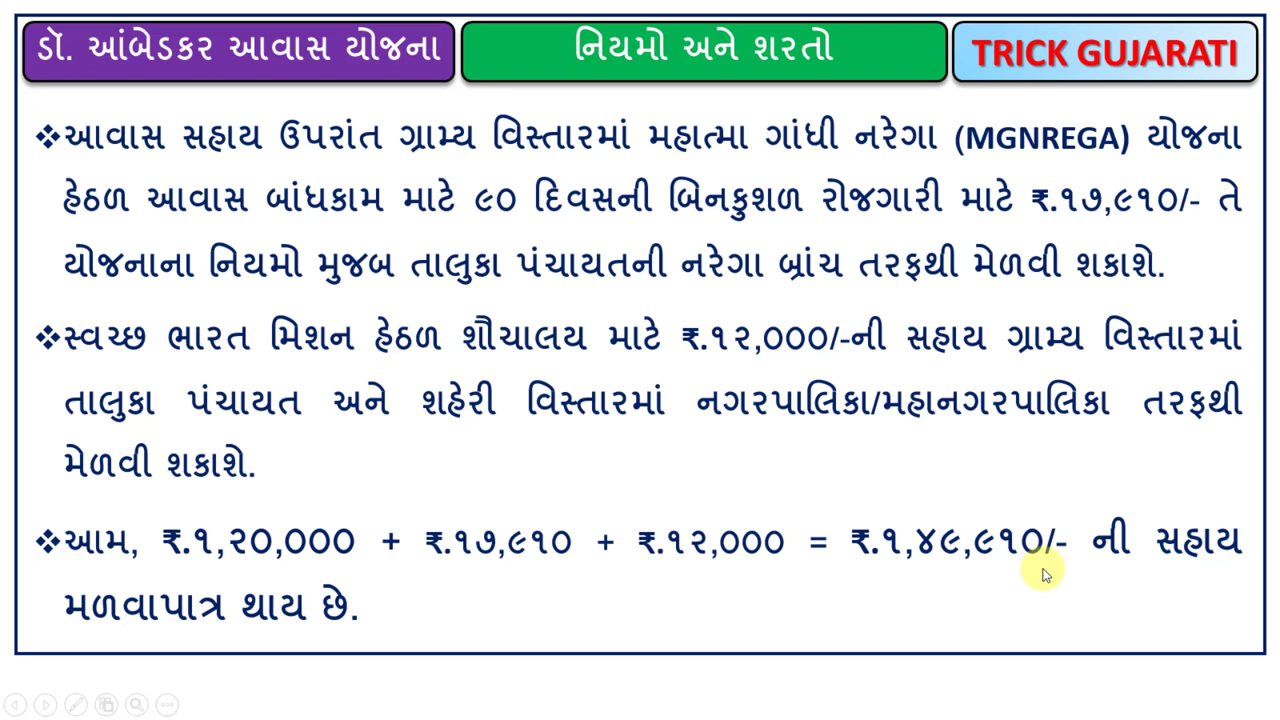 ડૉ. આંબેડકર આવાસ યોજના
નિયમો અને શરતો
TRICK GUJARATI
❖આવાસ સહાય ઉપરાંત ગ્રામ્ય વિસ્તારમાં મહાત્મા ગાંધી નરેગા (MGNREGA) યોજના
હેઠળ આવાસ બાંધકામ માટે ૯૦ દિવસની બિનકુશળ રોજગારી માટે ₹.૧૭,૯૧૦/- તે
યોજનાના નિયમો મુજબ તાલુકા પંચાયતની નરેગા બ્રાંચ તરફથી મેળવી શકાશે.
❖સ્વચ્છ ભારત મિશન હેઠળ શૌચાલય માટે ₹.૧૨,૦૦૦/-ની સહાય ગ્રામ્ય વિસ્તારમાં
તાલુકા પંચાયત અને શહેરી વિસ્તારમાં નગરપાલિકા/મહાનગરપાલિકા તરફથી
મેળવી શકાશે.
❖આમ, ₹.૧,૨૦,૦૦૦ + ₹.૧૭,૯૧૦ + ₹.૧૨,૦૦૦ = ₹.૧,૪૯,૯૧૦/- ની સહાય
મળવાપાત્ર થાય છે.